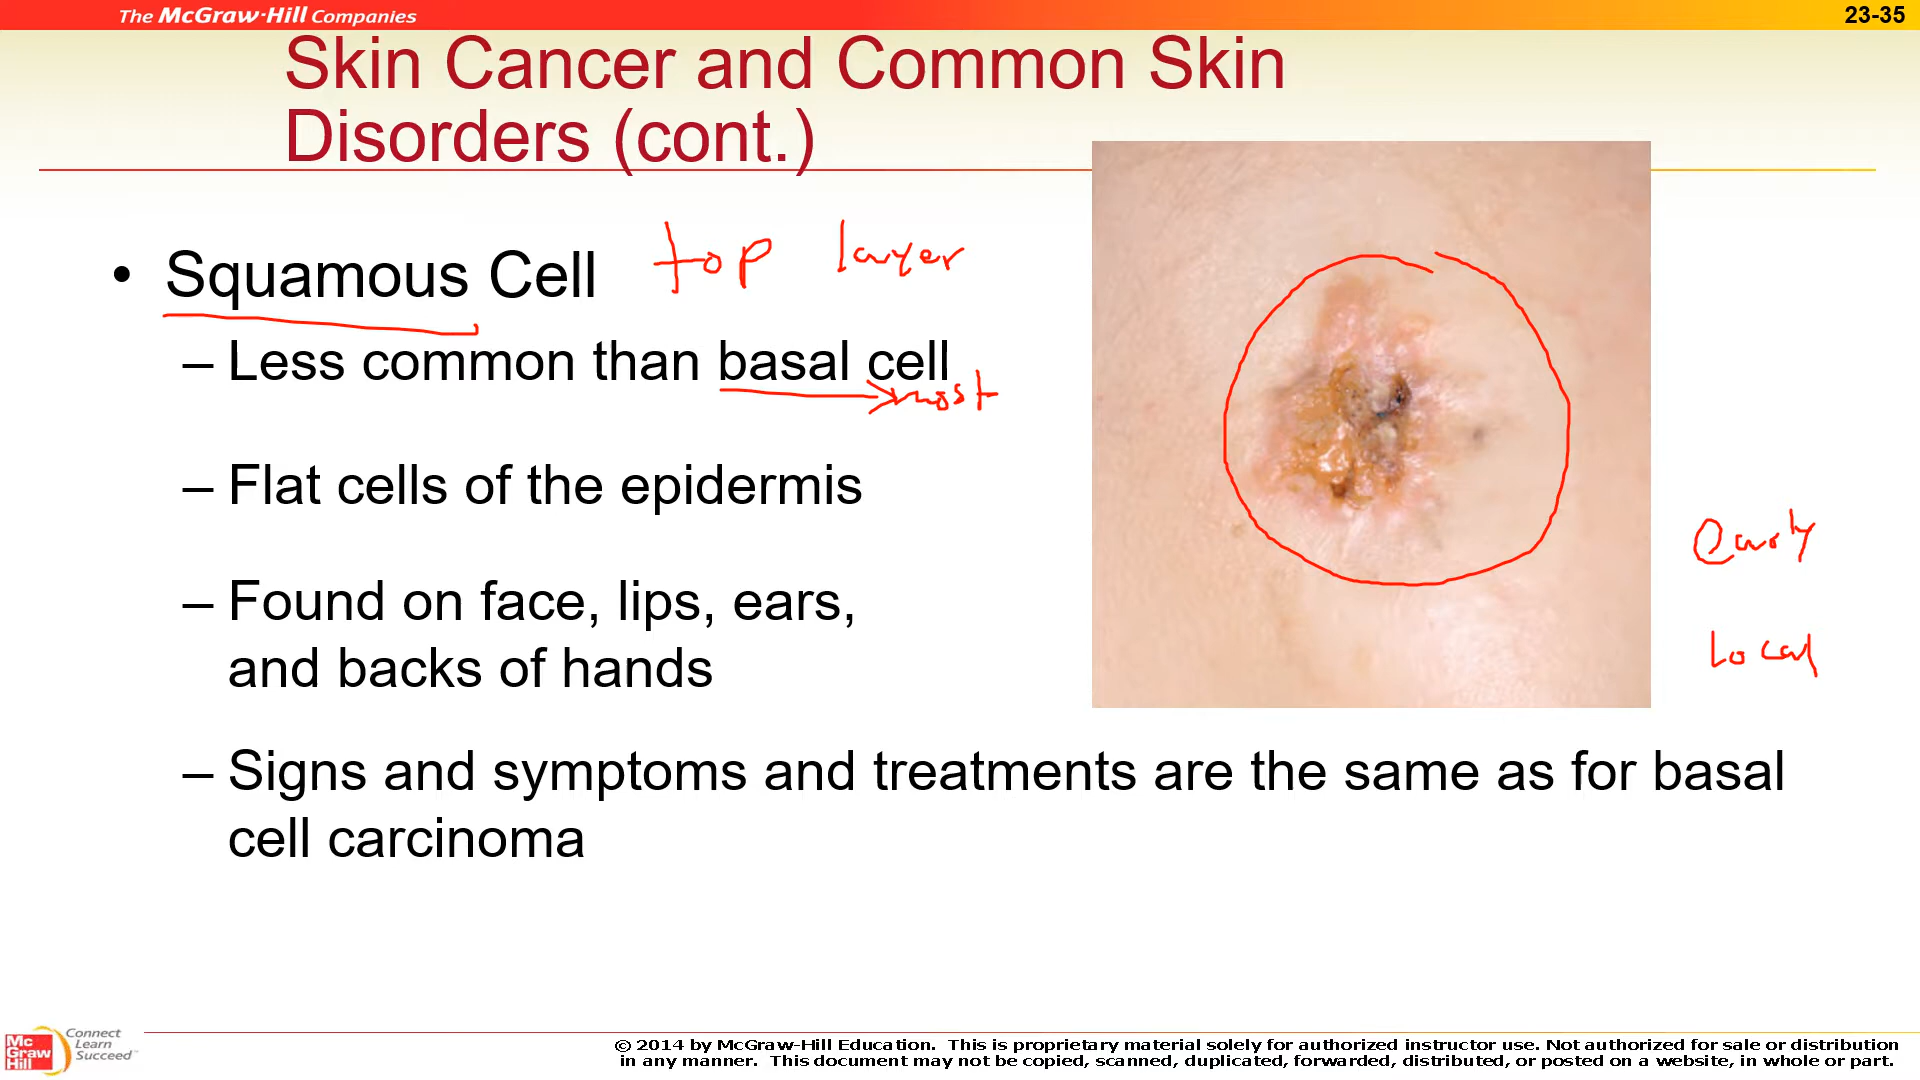 The McGraw-Hill Companies
23-35
Skin Cancer and Common Skin
Disorders (cont.)
• Squamous Cell top layer
– Less common than basal cell
most
– Flat cells of the epidermis
– Found on face, lips, ears,
and backs of hands
early
local
– Signs and symptoms and treatments are the same as for basal
cell carcinoma
Mc
Graw
Hill
Connect
Learn
Succeed™
© 2014 by McGraw-Hill Education. This is proprietary material solely for authorized instructor use. Not authorized for sale or distribution
in any manner. This document may not be copied, scanned, duplicated, forwarded, distributed, or posted on a website, in whole or part.